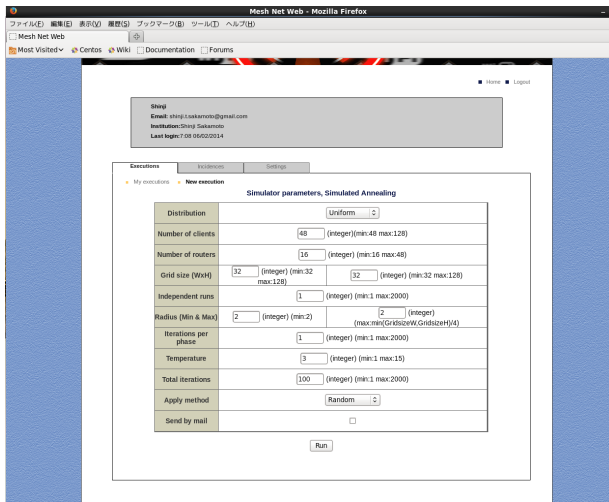 Mesh Net Web - Mozilla Firefox
ファイル(F) 編集(E) 表示(V) 履歴(S) ブックマーク(B) ツール(T) ヘルプ(H)
Mesh Net Web
Most Visited Centos Wiki Documentation Forums
Home Logout
Shinji
Email: shinji.t.sakamoto@gmail.com
Institution:Shinji Sakamoto
Last login:7:08 06/02/2014
Executions Incidences Settings
My executions New execution
Simulator parameters, Simulated Annealing
Distribution Uniform
Number of clients 48 (integer)(min:48 max:128)
Number of routers 16 (integer) (min:16 max:48)
Grid size (WxH) 32 (integer) (min:32 max:128) 32 (integer) (min:32 max:128)
Independent runs 1 (integer) (min:1 max:2000)
Radius (Min & Max) 2 (integer) (min:2) 2 (integer) (max:min(GridsizeW,GridsizeH)/4)
Iterations per phase 1 (integer) (min:1 max:2000)
Temperature 3 (integer) (min:1 max:15)
Total iterations 100 (integer) (min:1 max:2000)
Apply method Random
Send by mail
Run